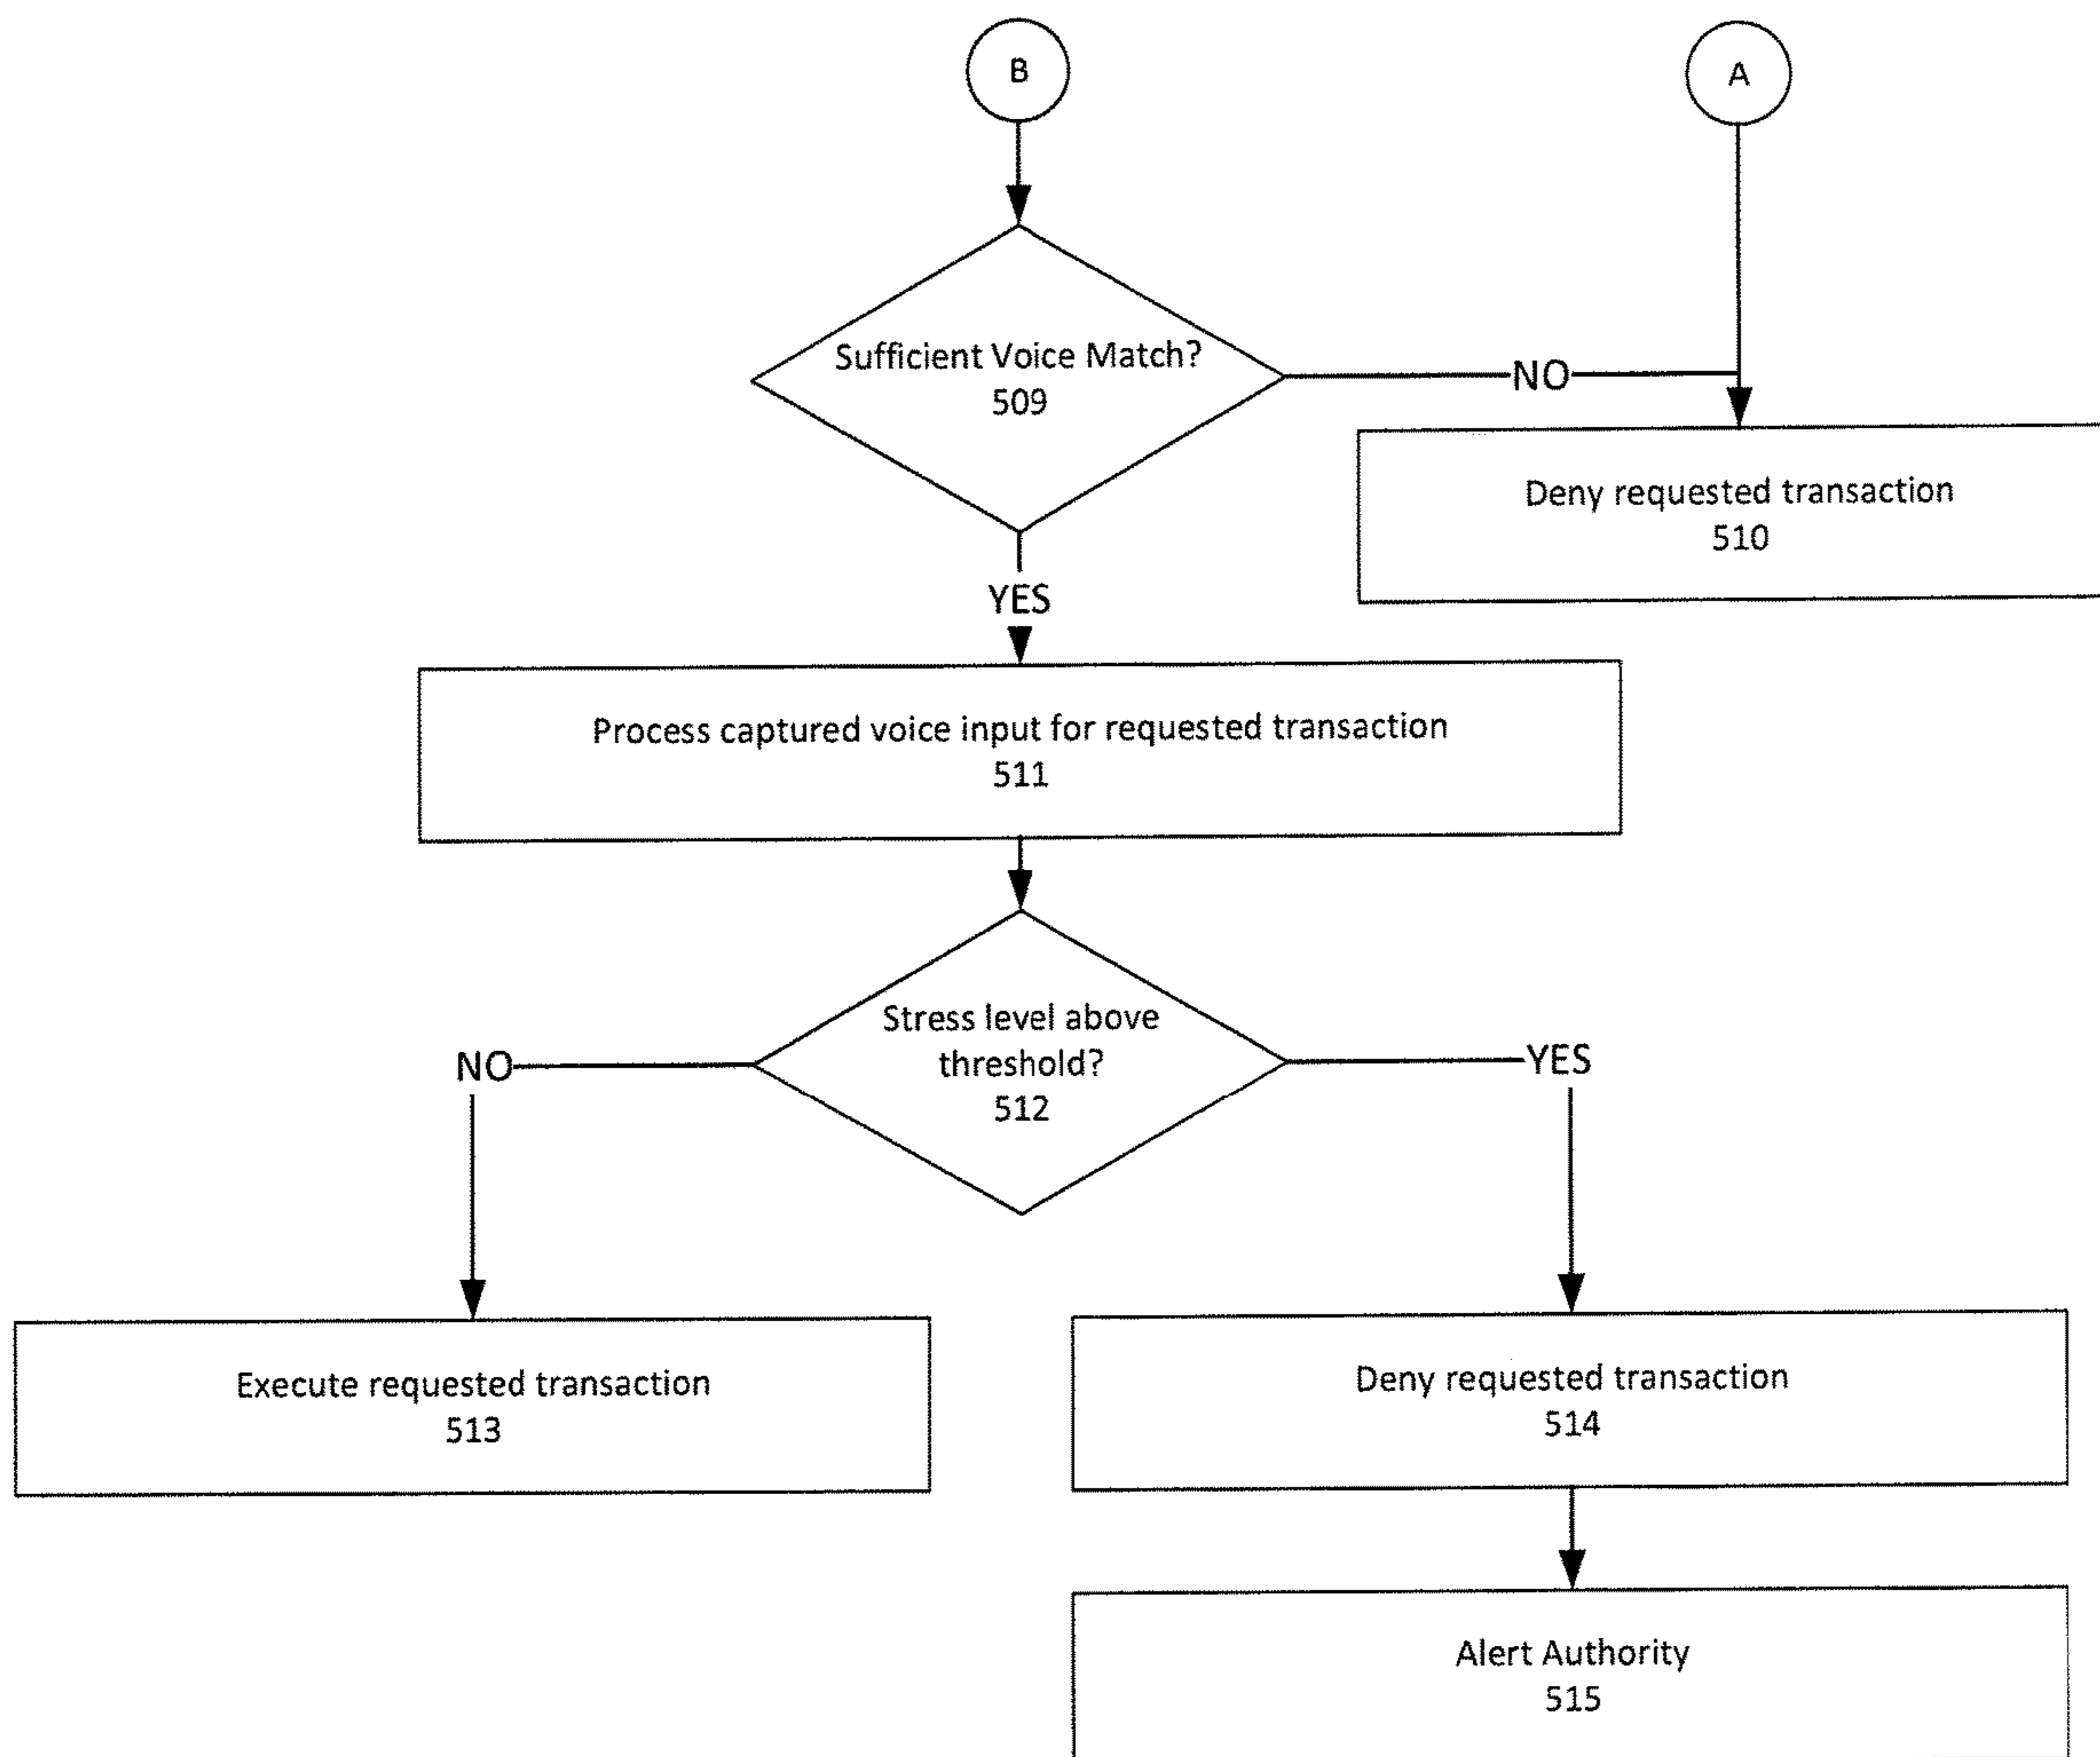 B
A
Sufficient Voice Match?
509
NO
Deny requested transaction
510
YES
Process captured voice input for requested transaction
511
Stress level above
threshold?
512
NO
YES
Execute requested transaction
513
Deny requested transaction
514
Alert Authority
515